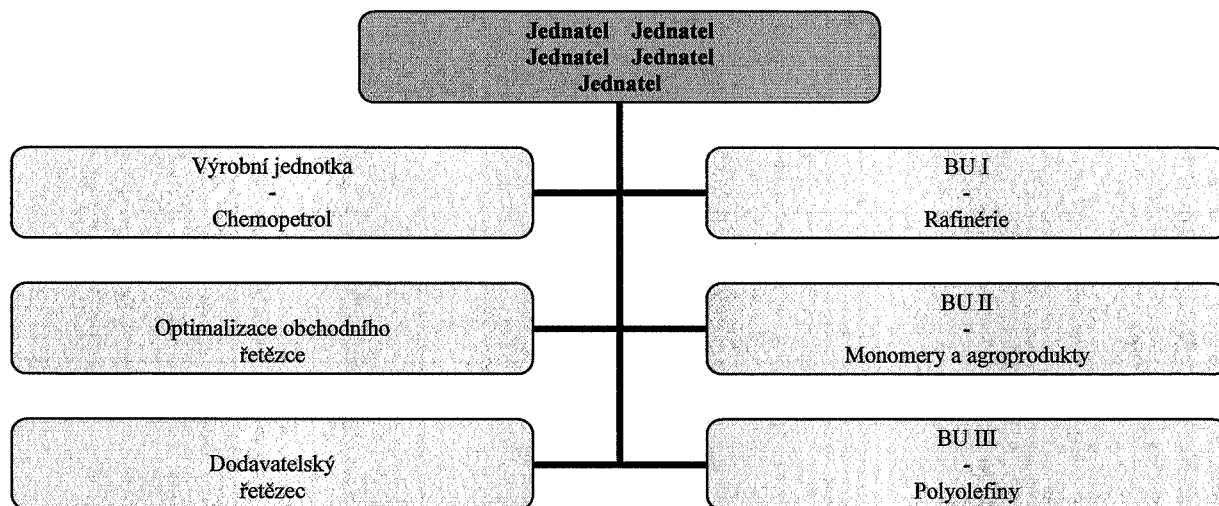 Jednatel Jednatel
Jednatel Jednatel
Jednatel
Výrobní jednotka
-
Chemopetrol
BU I
-
Rafinérie
Optimalizace obchodního
řetězce
BU II
-
Monomery a agroprodukty
Dodavatelský
řetězec
BU III
-
Polyolefiny